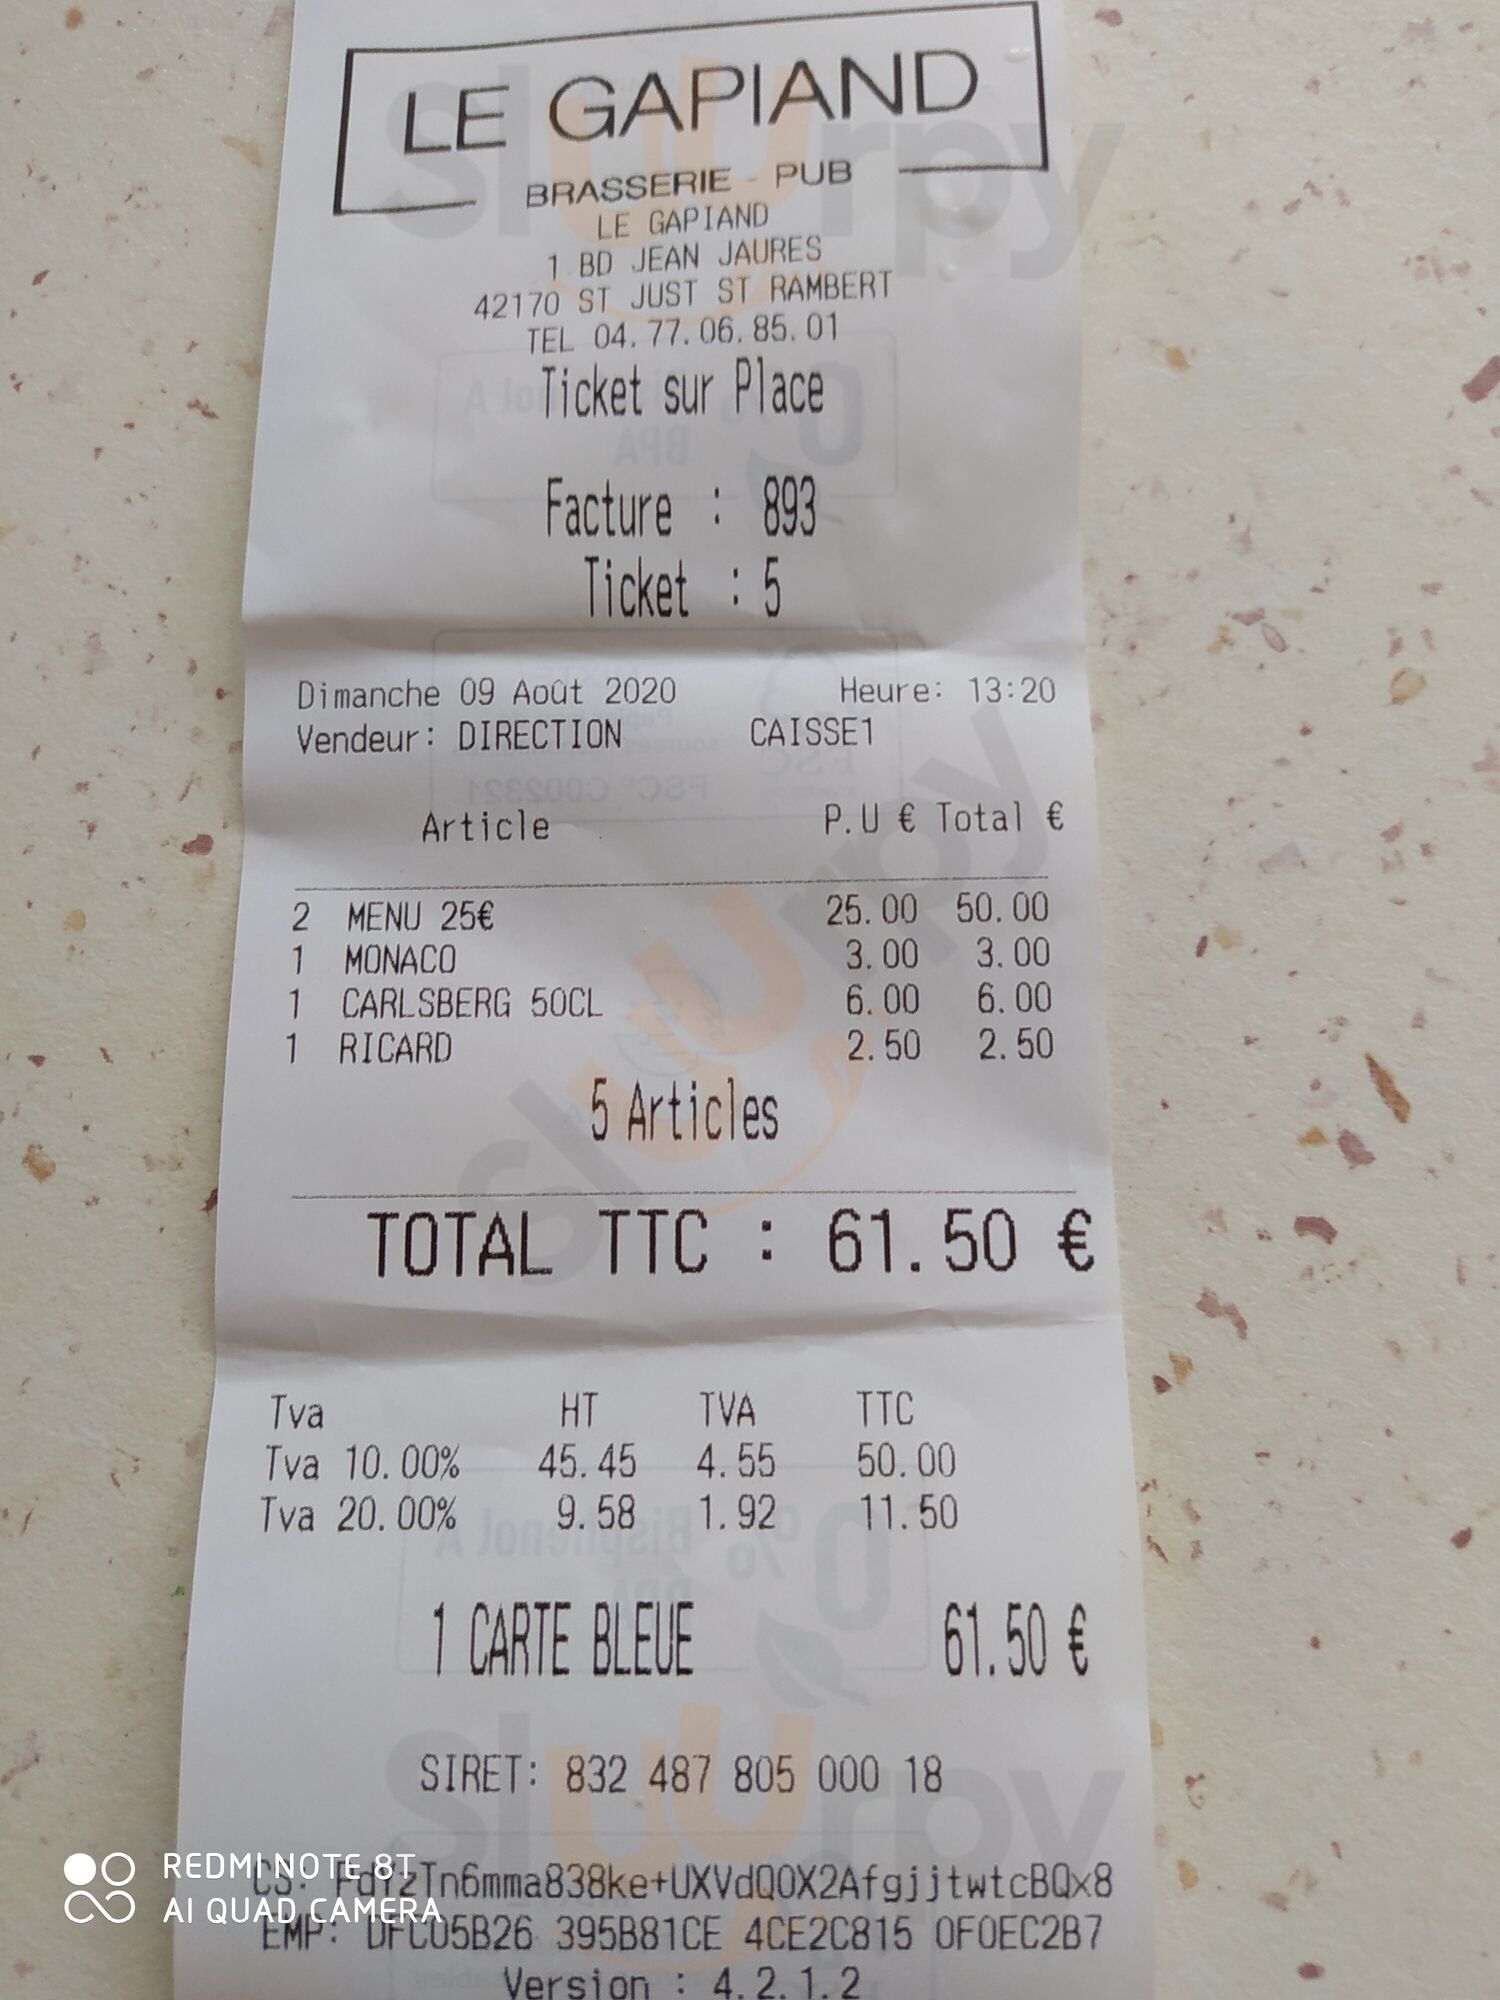 LE GAPIAND
BRASSERIE - PUB
LE GAPIAND
1 BD JEAN JAURES
42170 ST JUST ST RAMBERT
TEL 04.77.06.85.01
Ticket sur Place
Facture : 893
Ticket : 5
Dimanche 09 Août 2020 Heure: 13:20
Vendeur: DIRECTION CAISSE1
Article P.U € Total €
2 MENU 25€ 25.00 50.00
1 MONACO 3.00 3.00
1 CARLSBERG 50CL 6.00 6.00
1 RICARD 2.50 2.50
5 Articles
TOTAL TTC : 61.50 €
Tva HT TVA TTC
Tva 10.00% 45.45 4.55 50.00
Tva 20.00% 9.58 1.92 11.50
1 CARTE BLEUE 61.50 €
SIRET: 832 487 805 000 18
CS:
EMP: DFC05B26 395B81CE 4CE2C815 0F0EC2B7
Version : 4.2.1.2
REDMI NOTE 8T
AI QUAD CAMERA
Sluurpy
Sluurpy
Sluurpy